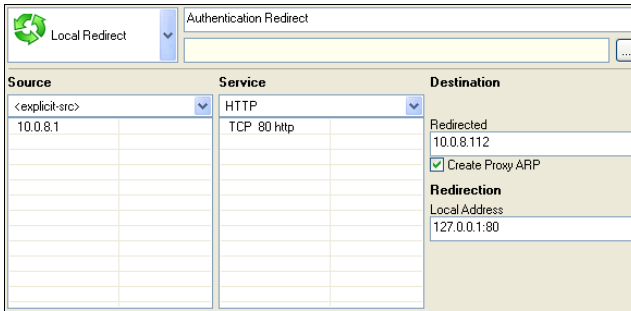 Local Redirect
Authentication Redirect
...
Source
Service
Destination
<explicit-src>
HTTP
10.0.8.1
TCP 80 http
Redirected
10.0.8.112
Create Proxy ARP
Redirection
Local Address
127.0.0.1:80